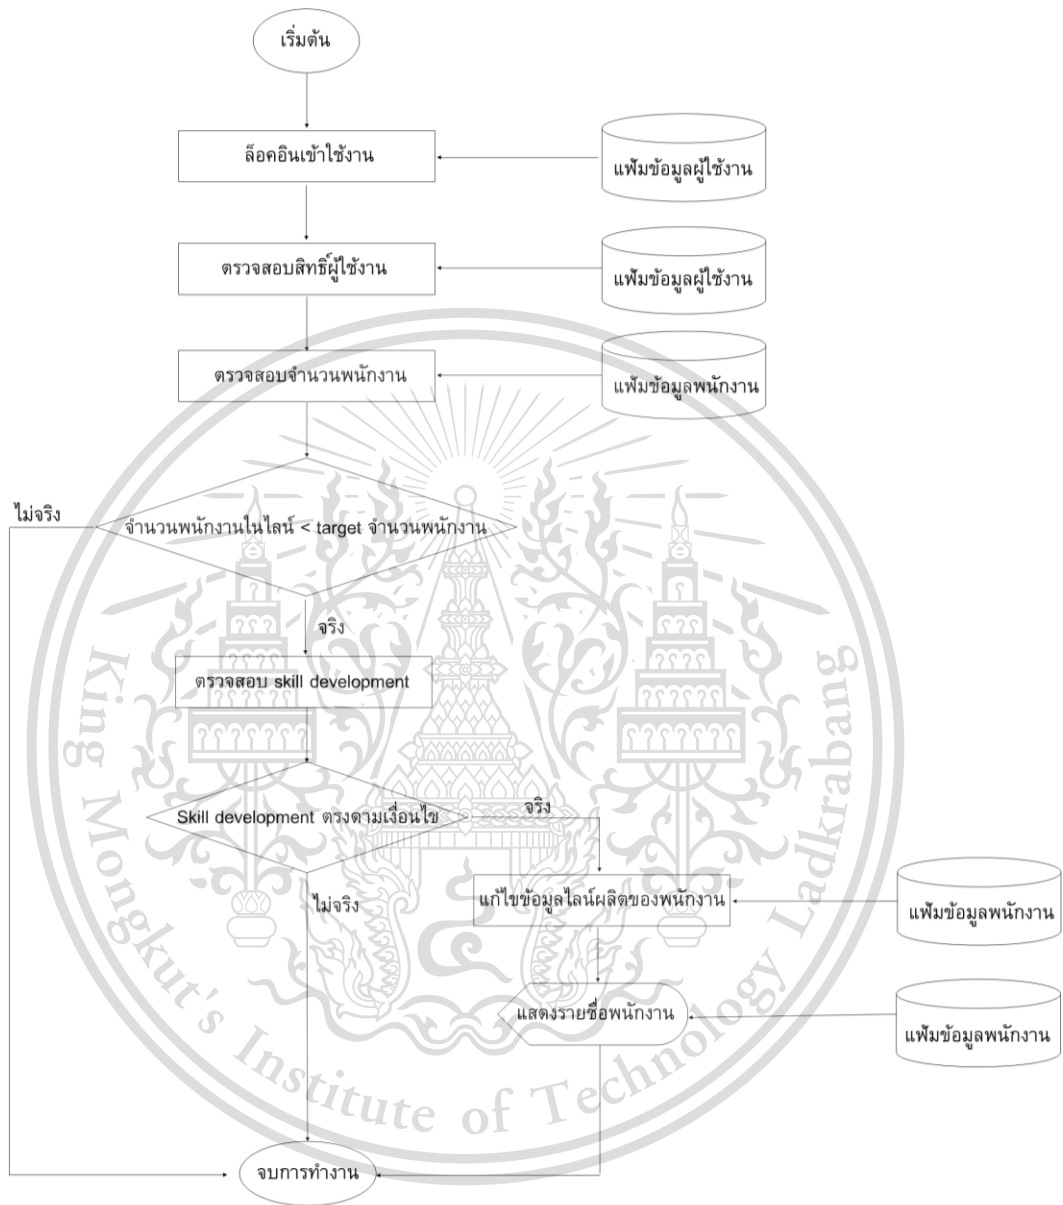 เริ่มต้น
ล็อคอินเข้าใช้งาน
แฟ้มข้อมูลผู้ใช้งาน
ตรวจสอบสิทธิ์ผู้ใช้งาน
แฟ้มข้อมูลผู้ใช้งาน
ตรวจสอบจำนวนพนักงาน
แฟ้มข้อมูลพนักงาน
ไม่จริง
จำนวนพนักงานในไลน์ < target จำนวนพนักงาน
จริง
ตรวจสอบ skill development
Skill development ตรงตามเงื่อนไข
จริง
ไม่จริง
แก้ไขข้อมูลไลน์ผลิตของพนักงาน
แฟ้มข้อมูลพนักงาน
แสดงรายชื่อพนักงาน
แฟ้มข้อมูลพนักงาน
จบการทำงาน
King Mongkut's Institute of Technology Ladkrabang